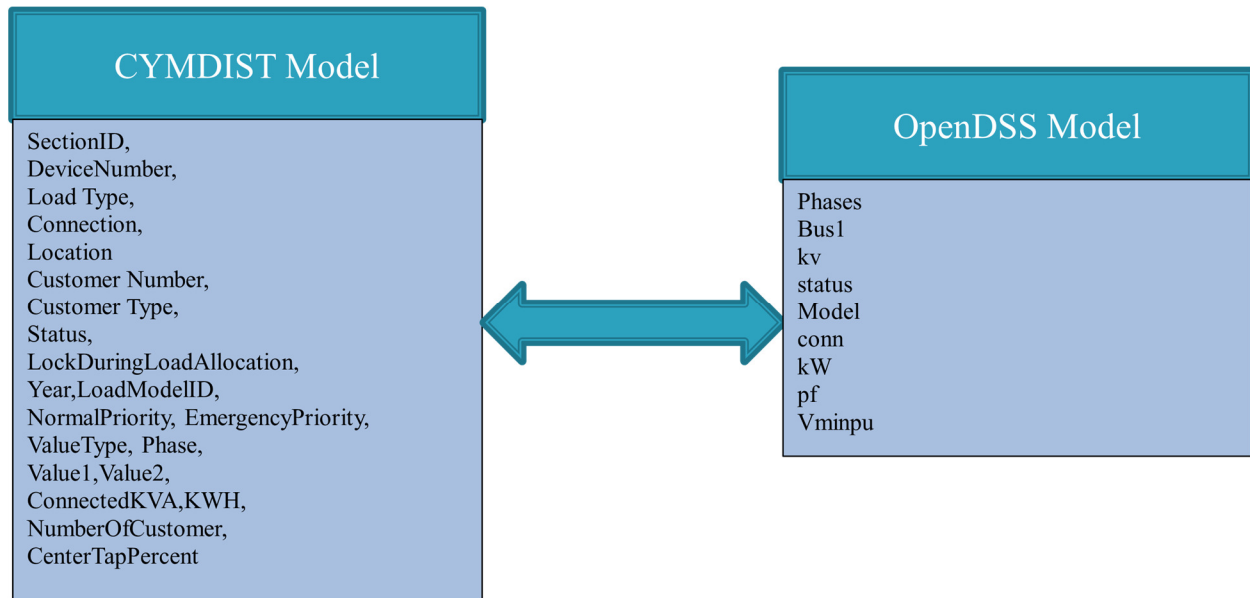 CYMDIST Model
SectionID,
DeviceNumber,
Load Type,
Connection,
Location
Customer Number,
Customer Type,
Status,
LockDuringLoadAllocation,
Year,LoadModelID,
NormalPriority, EmergencyPriority,
ValueType, Phase,
Value1,Value2,
ConnectedKVA,KWH,
NumberOfCustomer,
CenterTapPercent
OpenDSS Model
Phases
Bus1
kv
status
Model
conn
kW
pf
Vminpu